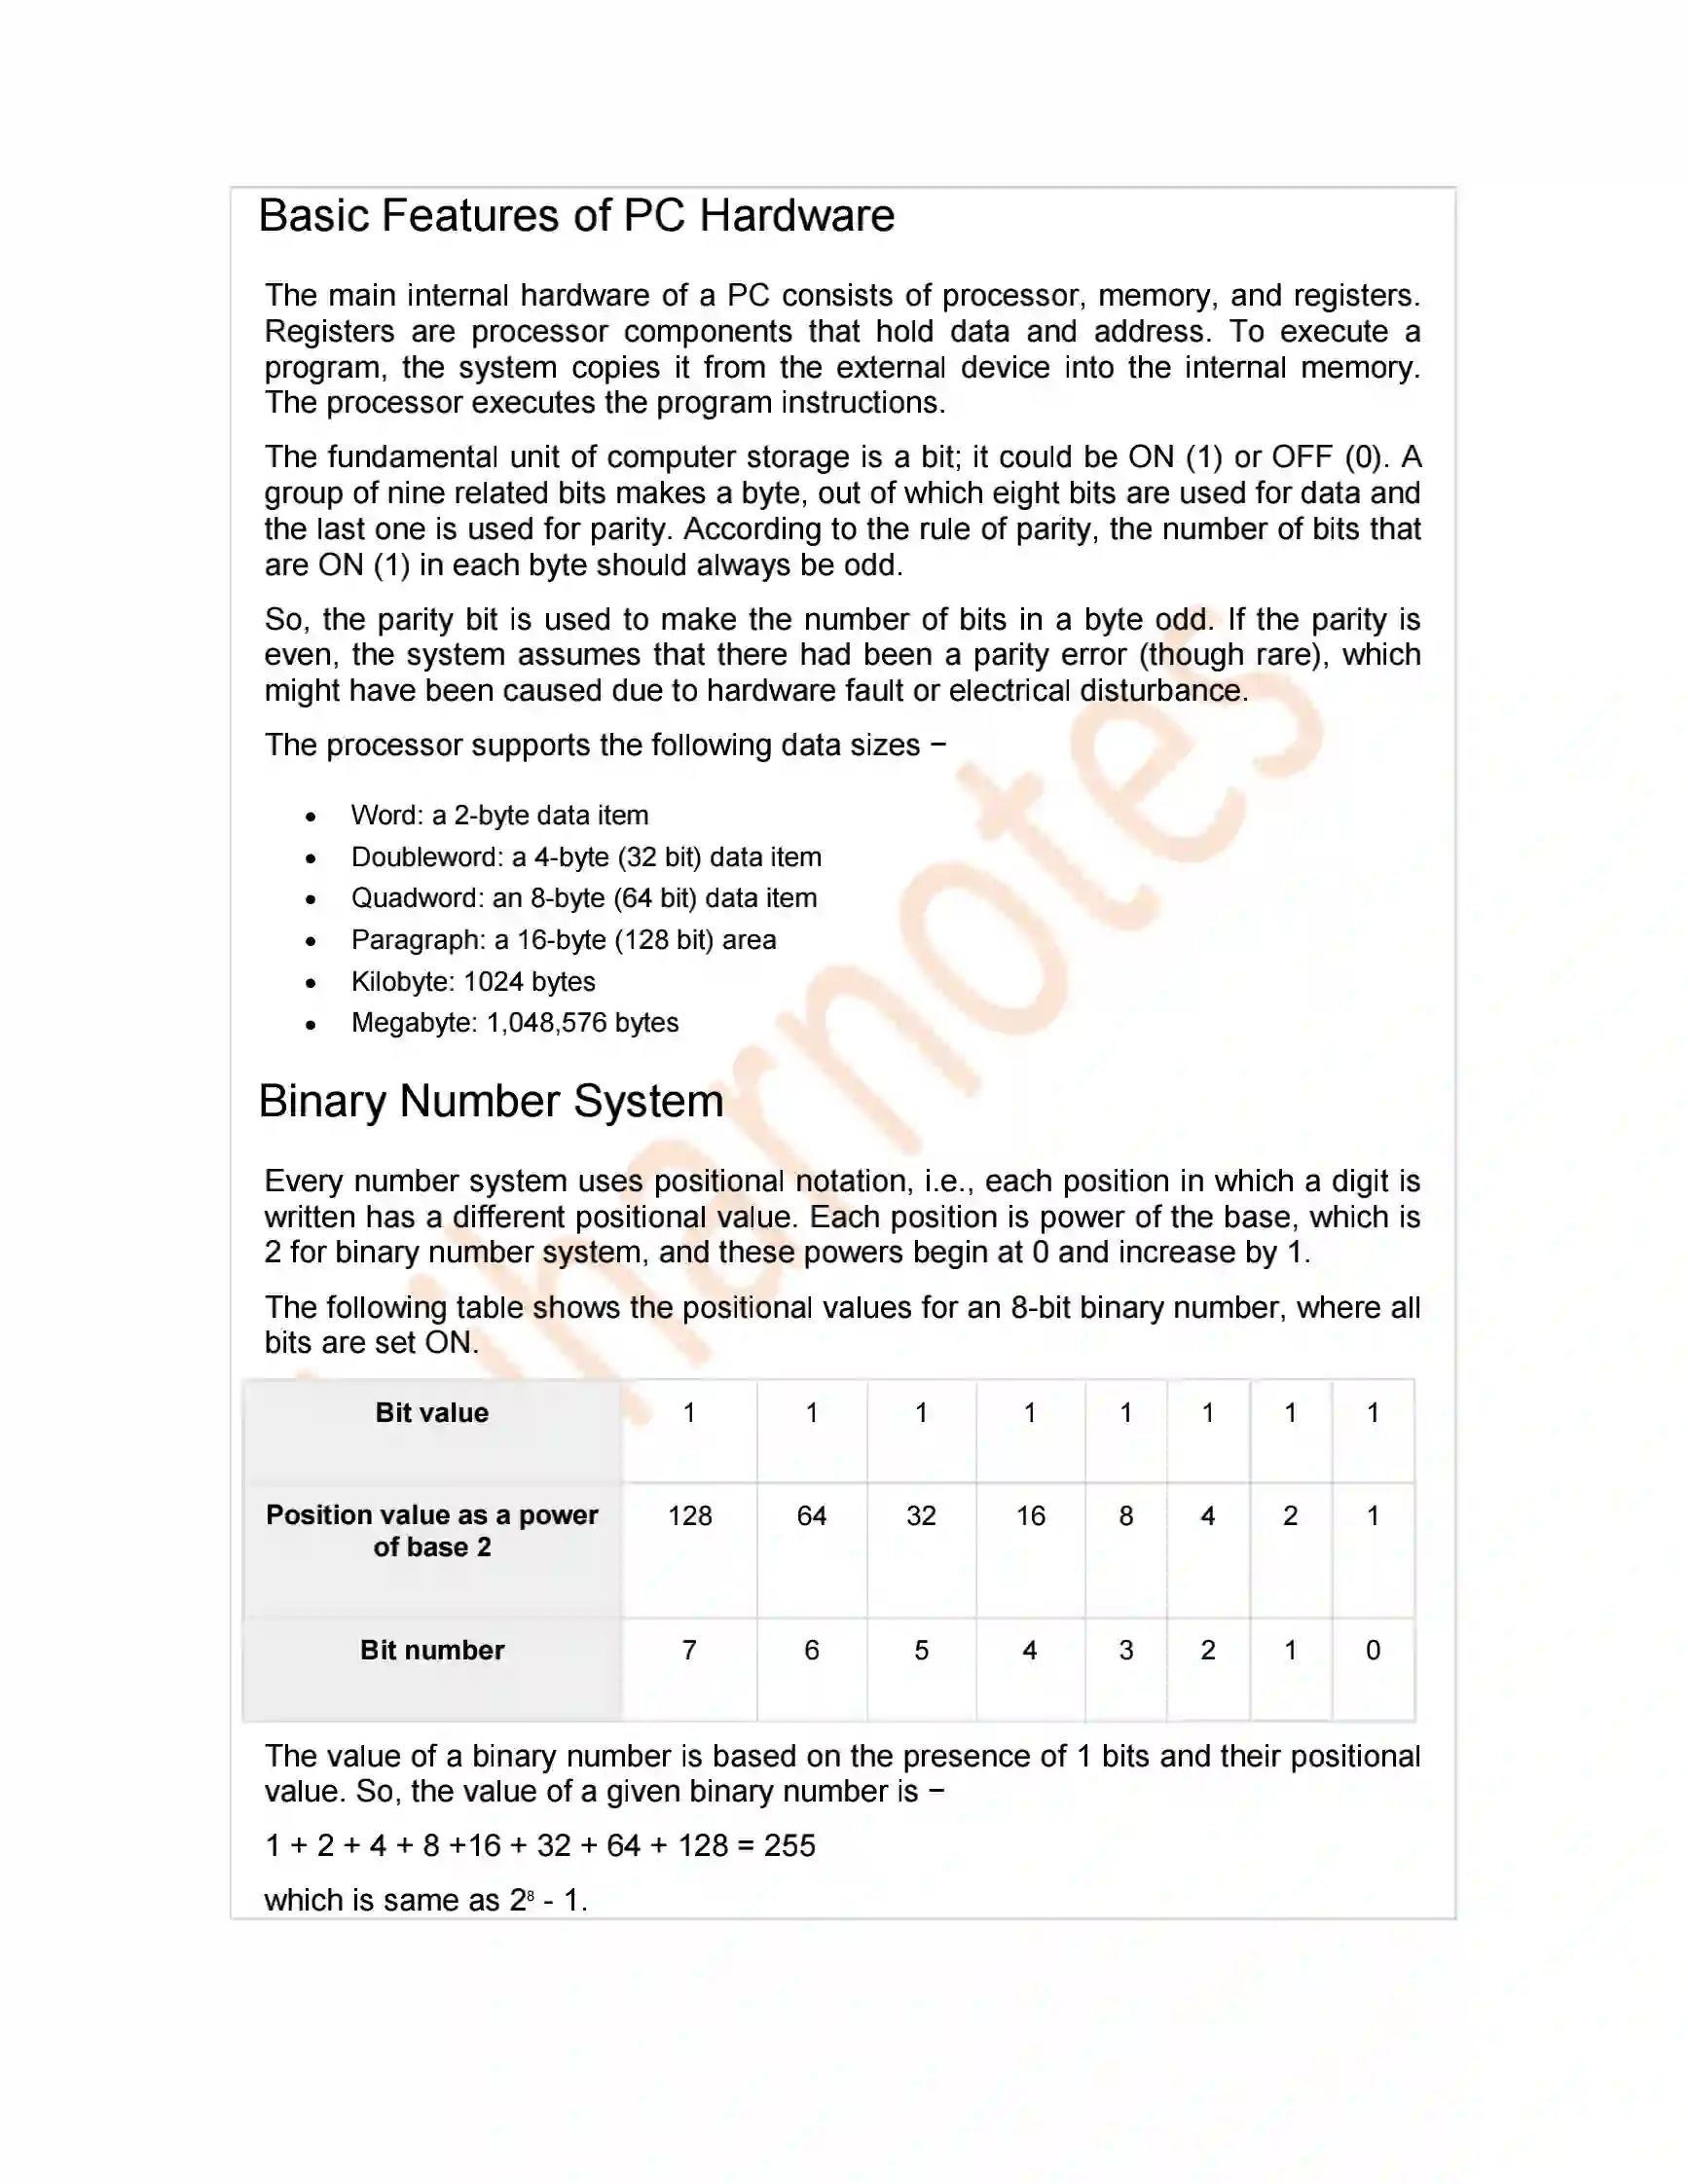 Basic Features of PC Hardware
The main internal hardware of a PC consists of processor, memory, and registers.
Registers are processor components that hold data and address. To execute a
program, the system copies it from the external device into the internal memory.
The processor executes the program instructions.
The fundamental unit of computer storage is a bit; it could be ON (1) or OFF (0). A
group of nine related bits makes a byte, out of which eight bits are used for data and
the last one is used for parity. According to the rule of parity, the number of bits that
are ON (1) in each byte should always be odd.
So, the parity bit is used to make the number of bits in a byte odd. If the parity is
even, the system assumes that there had been a parity error (though rare), which
might have been caused due to hardware fault or electrical disturbance.
The processor supports the following data sizes −
• Word: a 2-byte data item
• Doubleword: a 4-byte (32 bit) data item
• Quadword: an 8-byte (64 bit) data item
• Paragraph: a 16-byte (128 bit) area
• Kilobyte: 1024 bytes
• Megabyte: 1,048,576 bytes
Binary Number System
Every number system uses positional notation, i.e., each position in which a digit is
written has a different positional value. Each position is power of the base, which is
2 for binary number system, and these powers begin at 0 and increase by 1.
The following table shows the positional values for an 8-bit binary number, where all
bits are set ON.
Bit value 1 1 1 1 1 1 1 1
Position value as a power 128 64 32 16 8 4 2 1
of base 2
Bit number 7 6 5 4 3 2 1 0
The value of a binary number is based on the presence of 1 bits and their positional
value. So, the value of a given binary number is −
1 + 2 + 4 + 8 +16 + 32 + 64 + 128 = 255
which is same as 2⁸ - 1.